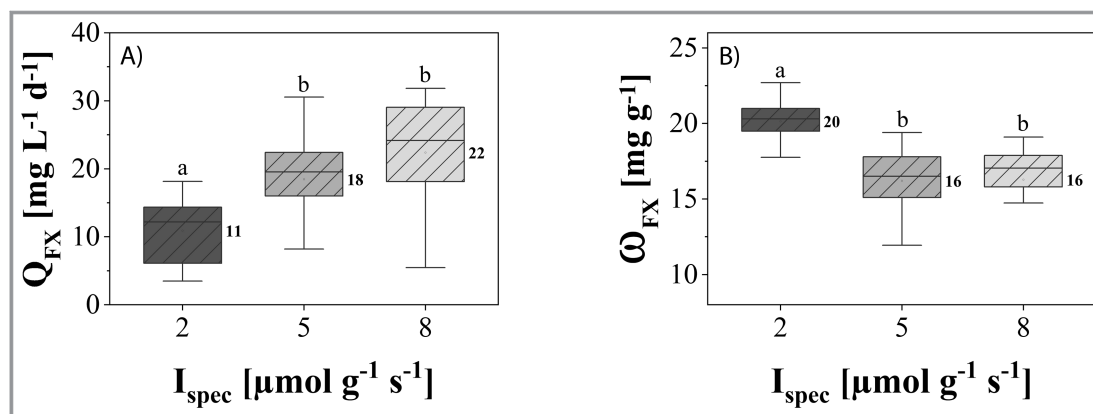 A)
Q_FX [mg L⁻¹ d⁻¹]
40
30
20
10
0
a
b
b
11
18
22
2 5 8
I_spec [µmol g⁻¹ s⁻¹]
B)
ω_FX [mg g⁻¹]
25
20
15
10
a
b
b
20
16
16
2 5 8
I_spec [µmol g⁻¹ s⁻¹]